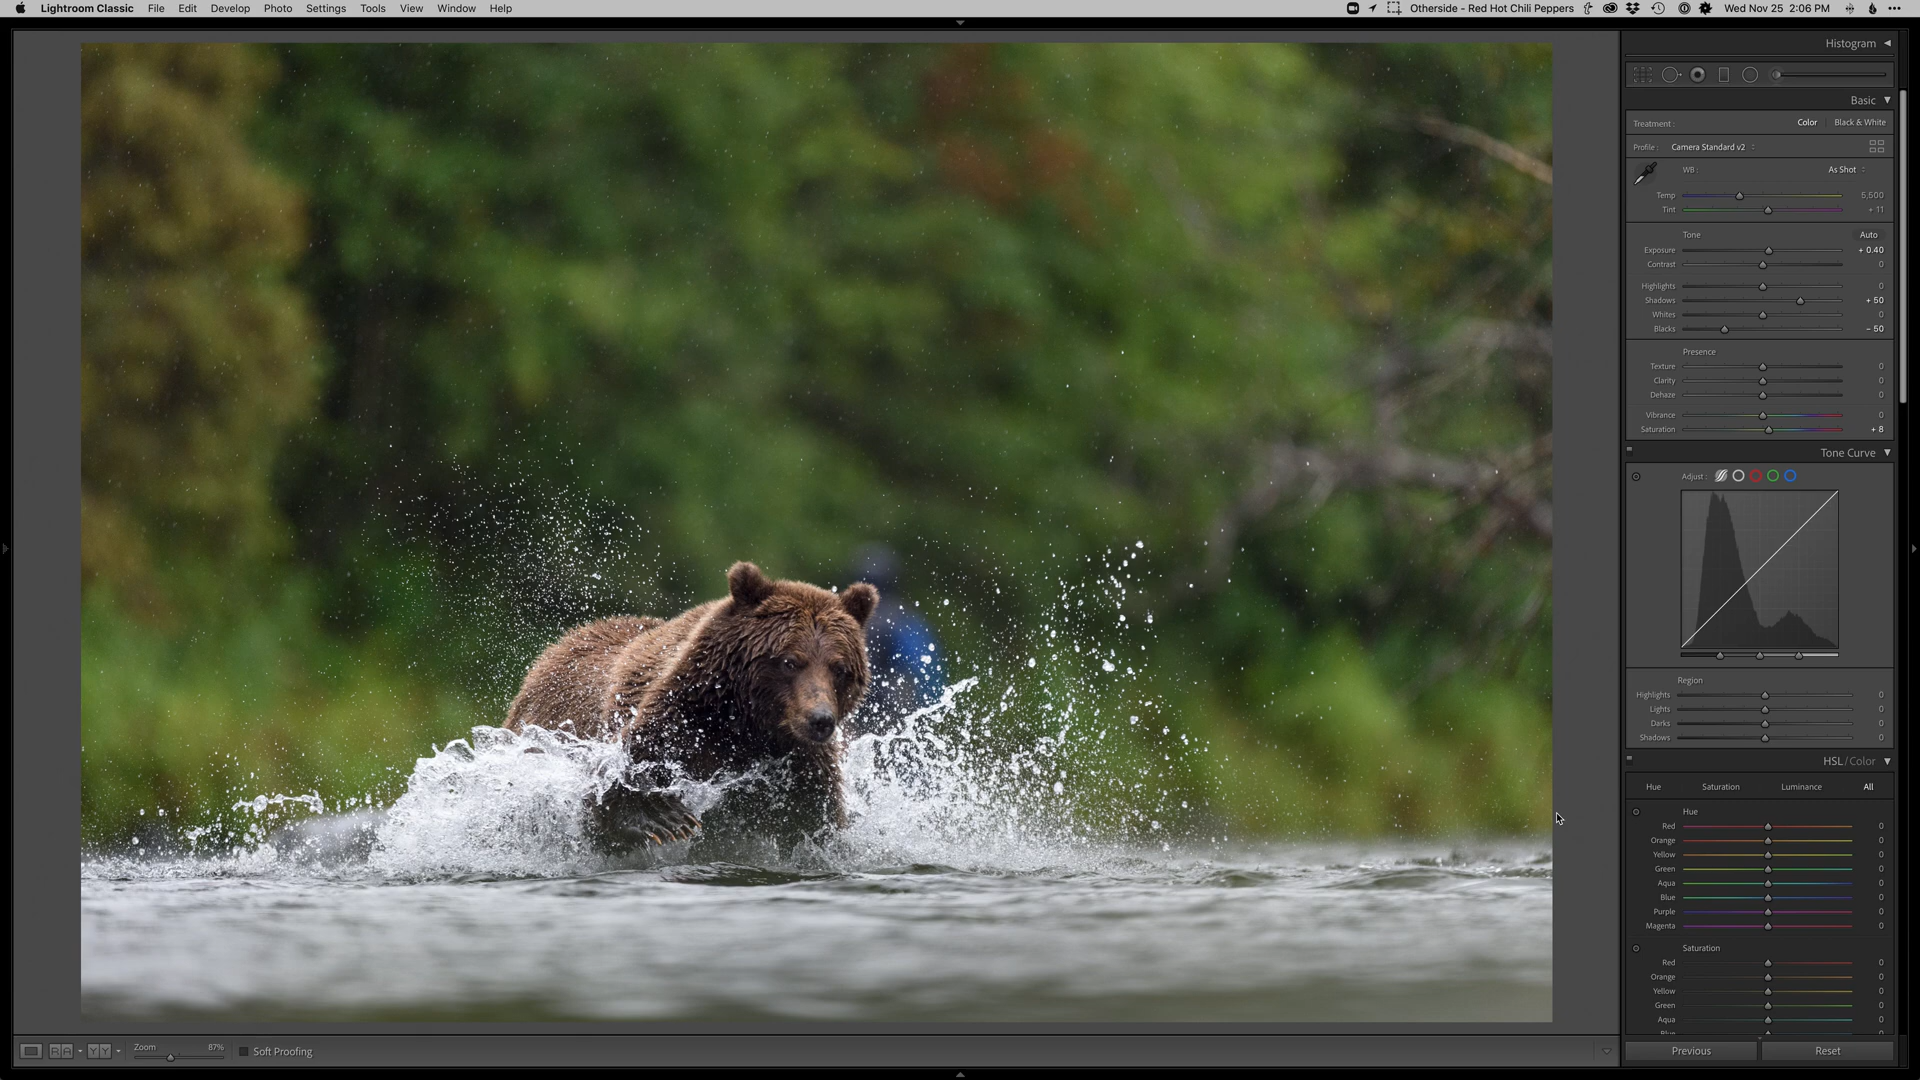 Lightroom Classic File Edit Develop Photo Settings Tools View Window Help Otherside - Red Hot Chili Peppers Wed Nov 25 2:06 PM
Histogram
Basic
Treatment : Color Black & White
Profile : Camera Standard v2
WB : As Shot
Temp 5,500
Tint + 11
Tone Auto
Exposure + 0.40
Contrast 0
Highlights 0
Shadows + 50
Whites 0
Blacks − 50
Presence
Texture 0
Clarity 0
Dehaze 0
Vibrance 0
Saturation + 8
Tone Curve
Adjust :
Region
Highlights 0
Lights 0
Darks 0
Shadows 0
HSL / Color
Hue Saturation Luminance All
Hue
Red 0
Orange 0
Yellow 0
Green 0
Aqua 0
Blue 0
Purple 0
Magenta 0
Saturation
Red 0
Orange 0
Yellow 0
Green 0
Aqua 0
Blue
RA YY Zoom 87% Soft Proofing
Previous Reset